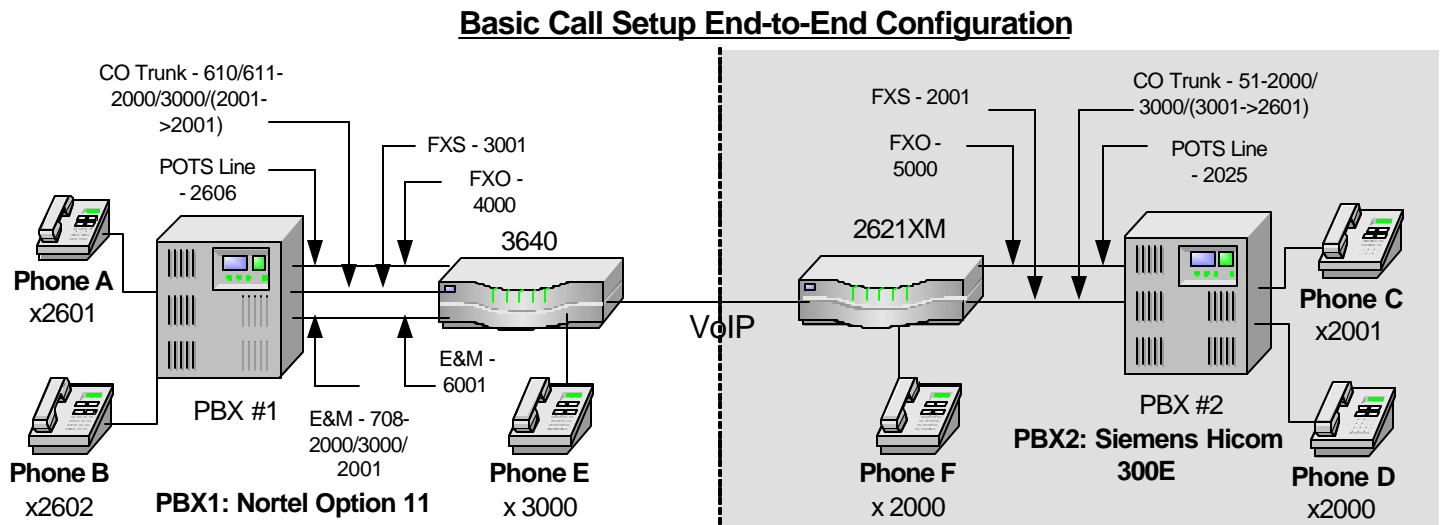 Basic Call Setup End-to-End Configuration
CO Trunk - 610/611-
2000/3000/(2001-
>2001)
POTS Line
- 2606
FXS - 3001
FXO -
4000
3640
Phone A
x2601
Phone B
x2602
PBX #1
PBX1: Nortel Option 11
E&M - 708-
2000/3000/
2001
E&M -
6001
Phone E
x 3000
VoIP
FXS - 2001
FXO -
5000
2621XM
CO Trunk - 51-2000/
3000/(3001->2601)
POTS Line
- 2025
Phone F
x 2000
PBX #2
PBX2: Siemens Hicom
300E
Phone C
x2001
Phone D
x2000